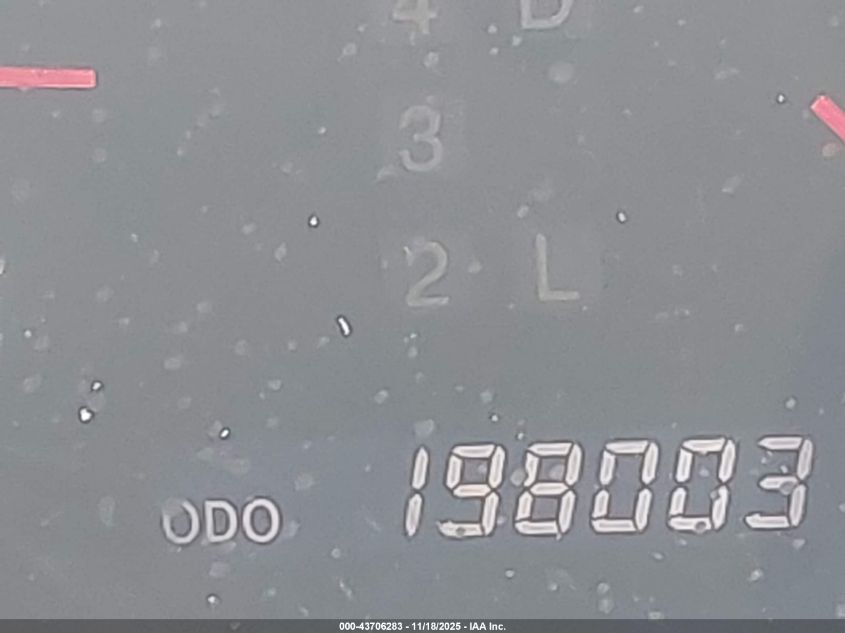 4 D
3
2 L
ODO 198003
000-43706283 - 11/18/2025 - IAA Inc.